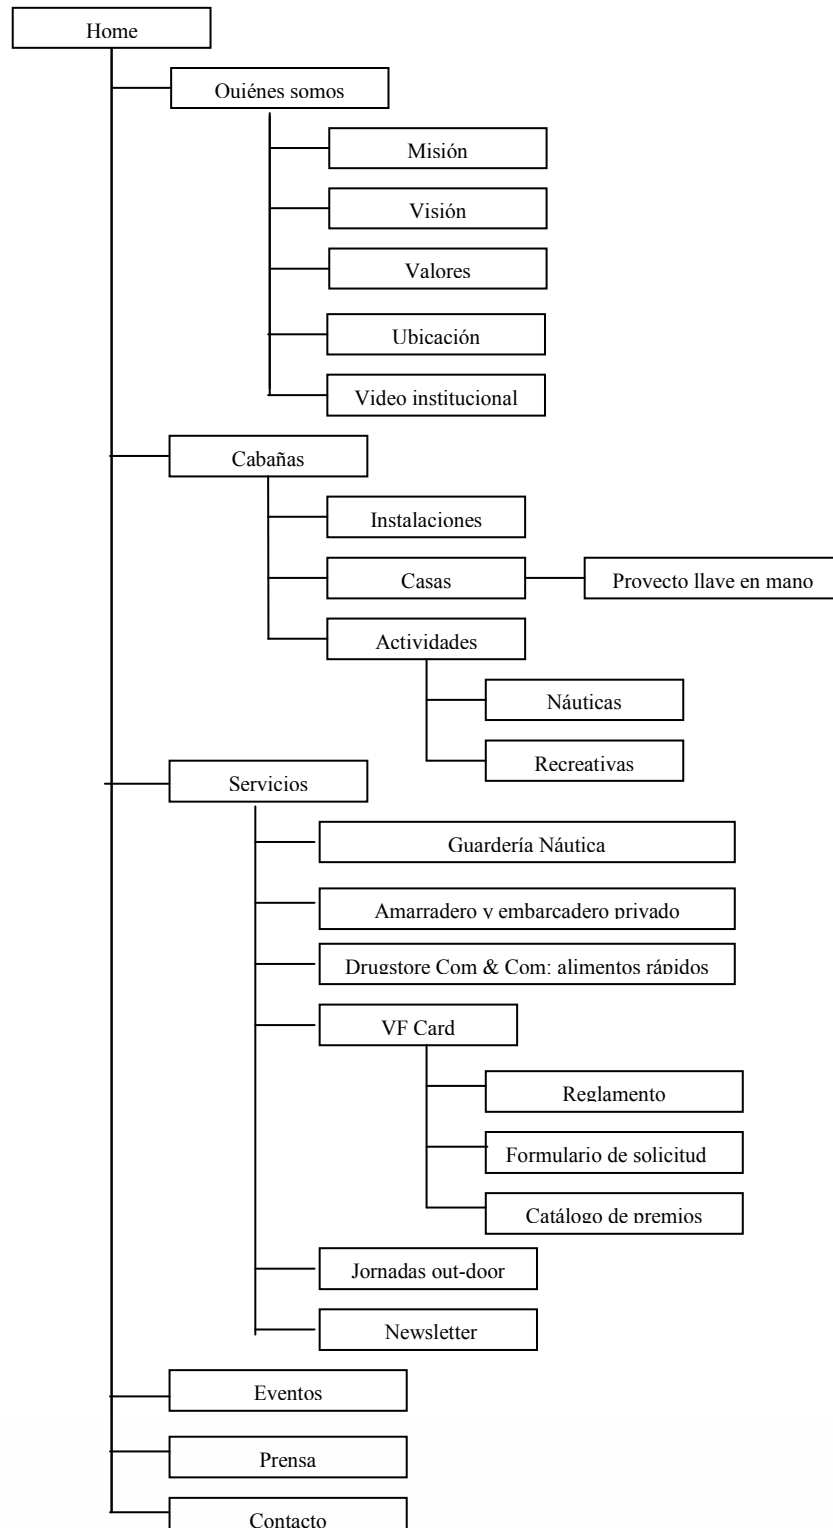 Home
Quiénes somos
Misión
Visión
Valores
Ubicación
Video institucional
Cabañas
Instalaciones
Casas
Proyecto llave en mano
Actividades
Náuticas
Recreativas
Servicios
Guardería Náutica
Amarradero y embarcadero privado
Drugstore Com & Com: alimentos rápidos
VF Card
Reglamento
Formulario de solicitud
Catálogo de premios
Jornadas out-door
Newsletter
Eventos
Prensa
Contacto